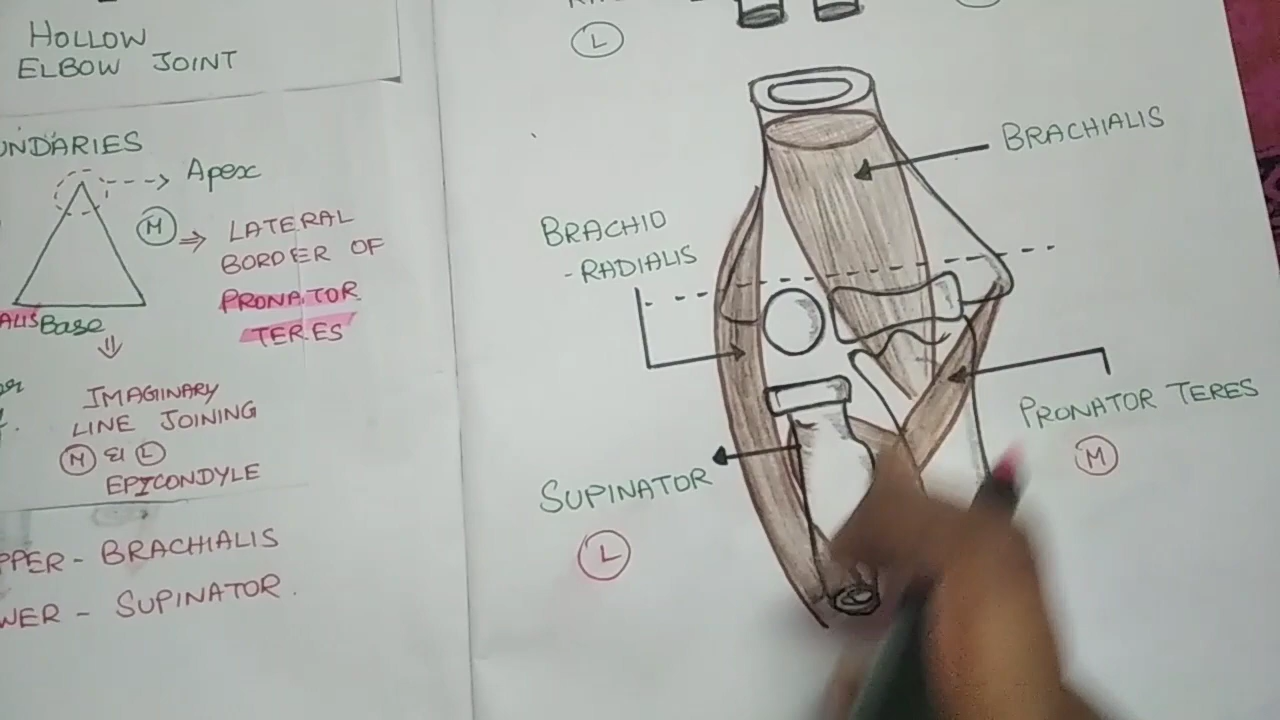 HOLLOW
ELBOW JOINT
UNDARIES
Apex
M ⇒ LATERAL
BORDER OF
PRONATOR
TERES
ALIS Base
IMAGINARY
LINE JOINING
M & L
EPICONDYLE
PPER - BRACHIALIS
WER - SUPINATOR.
L
BRACHIALIS
BRACHIO
-RADIALIS
PRONATOR TERES
M
SUPINATOR
L